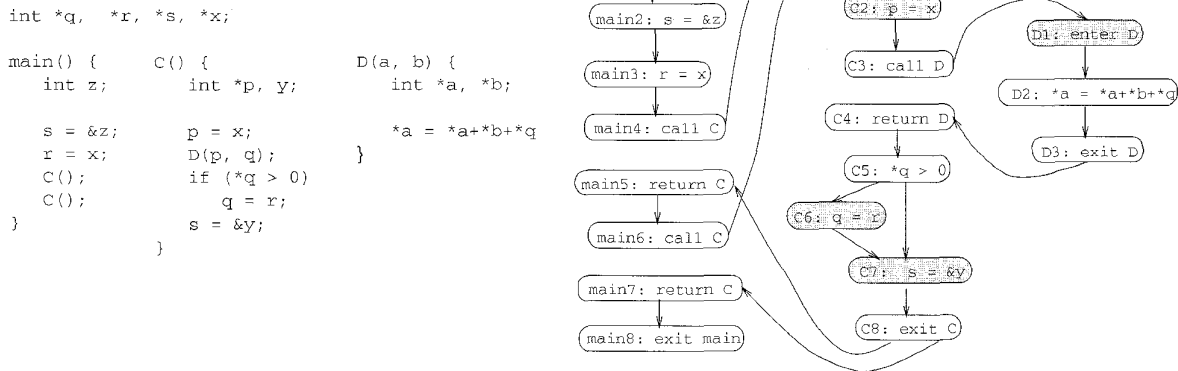 int *q, *r, *s, *x;
main() {
int z;
s = &z;
r = x;
C();
C();
}
C() {
int *p, y;
p = x;
D(p, q);
if (*q > 0)
q = r;
s = &y;
}
D(a, b) {
int *a, *b;
*a = *a+*b+*q
}
main2: s = &z
main3: r = x
main4: call C
main5: return C
main6: call C
main7: return C
main8: exit main
C2: p = x
C3: call D
C4: return D
C5: *q > 0
C6: q = r
C7: s = &y
C8: exit C
D1: enter D
D2: *a = *a+*b+*q
D3: exit D